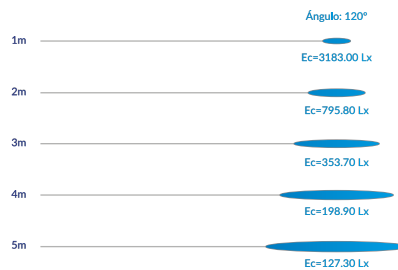 Ángulo: 120º
1m
Ec=3183.00 Lx
2m
Ec=795.80 Lx
3m
Ec=353.70 Lx
4m
Ec=198.90 Lx
5m
Ec=127.30 Lx